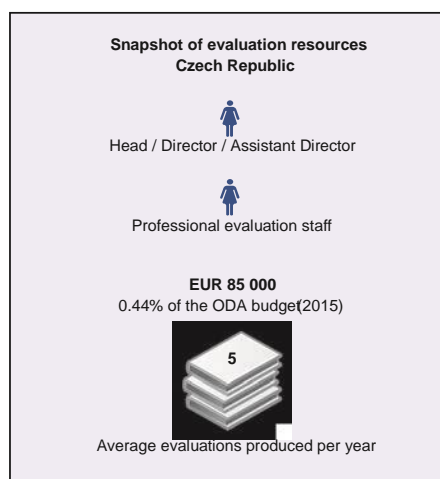 Snapshot of evaluation resources
Czech Republic
Head / Director / Assistant Director
Professional evaluation staff
EUR 85 000
0.44% of the ODA budget(2015)
5
Average evaluations produced per year